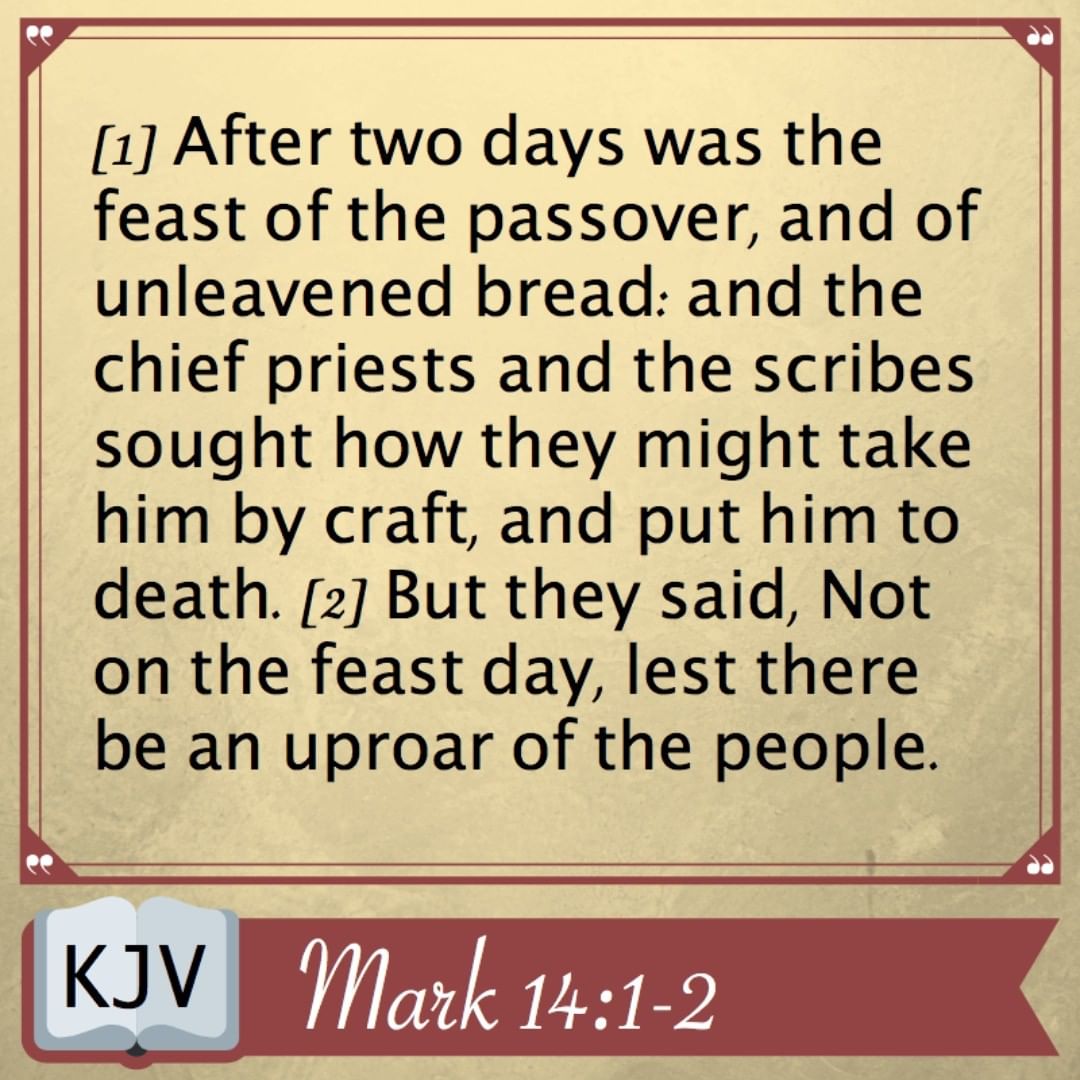 [1] After two days was the
feast of the passover, and of
unleavened bread: and the
chief priests and the scribes
sought how they might take
him by craft, and put him to
death. [2] But they said, Not
on the feast day, lest there
be an uproar of the people.
KJV
Mark 14:1-2